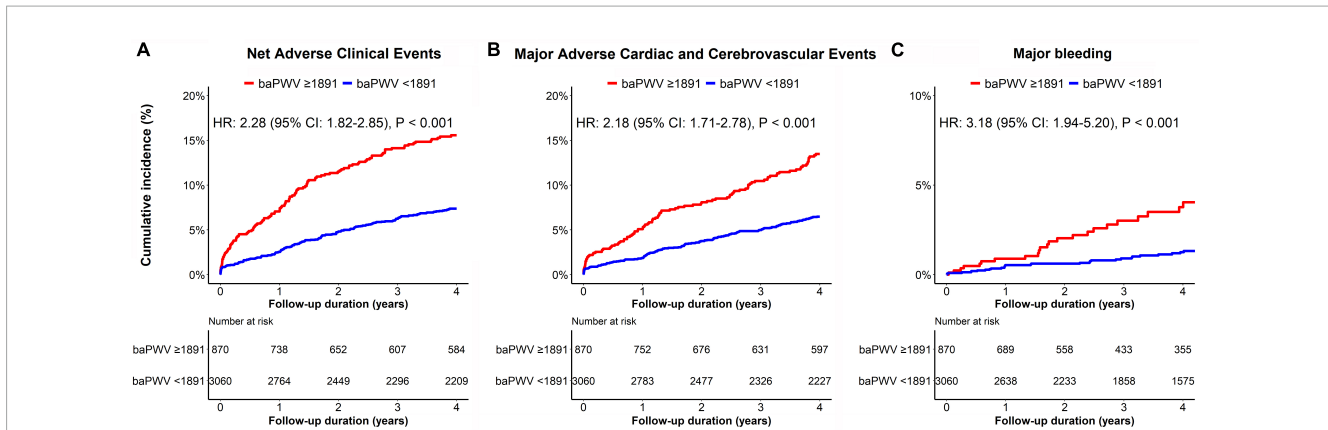 A Net Adverse Clinical Events
baPWV ≥1891 baPWV <1891
HR: 2.28 (95% CI: 1.82-2.85), P < 0.001
Cumulative incidence (%)
20%
15%
10%
5%
0%
0 1 2 3 4
Follow-up duration (years)
Number at risk
baPWV ≥1891 870 738 652 607 584
baPWV <1891 3060 2764 2449 2296 2209
0 1 2 3 4
Follow-up duration (years)
B Major Adverse Cardiac and Cerebrovascular Events
baPWV ≥1891 baPWV <1891
HR: 2.18 (95% CI: 1.71-2.78), P < 0.001
20%
15%
10%
5%
0%
0 1 2 3 4
Follow-up duration (years)
Number at risk
baPWV ≥1891 870 752 676 631 597
baPWV <1891 3060 2783 2477 2326 2227
0 1 2 3 4
Follow-up duration (years)
C Major bleeding
baPWV ≥1891 baPWV <1891
HR: 3.18 (95% CI: 1.94-5.20), P < 0.001
10%
5%
0%
0 1 2 3 4
Follow-up duration (years)
Number at risk
baPWV ≥1891 870 689 558 433 355
baPWV <1891 3060 2638 2233 1858 1575
0 1 2 3 4
Follow-up duration (years)